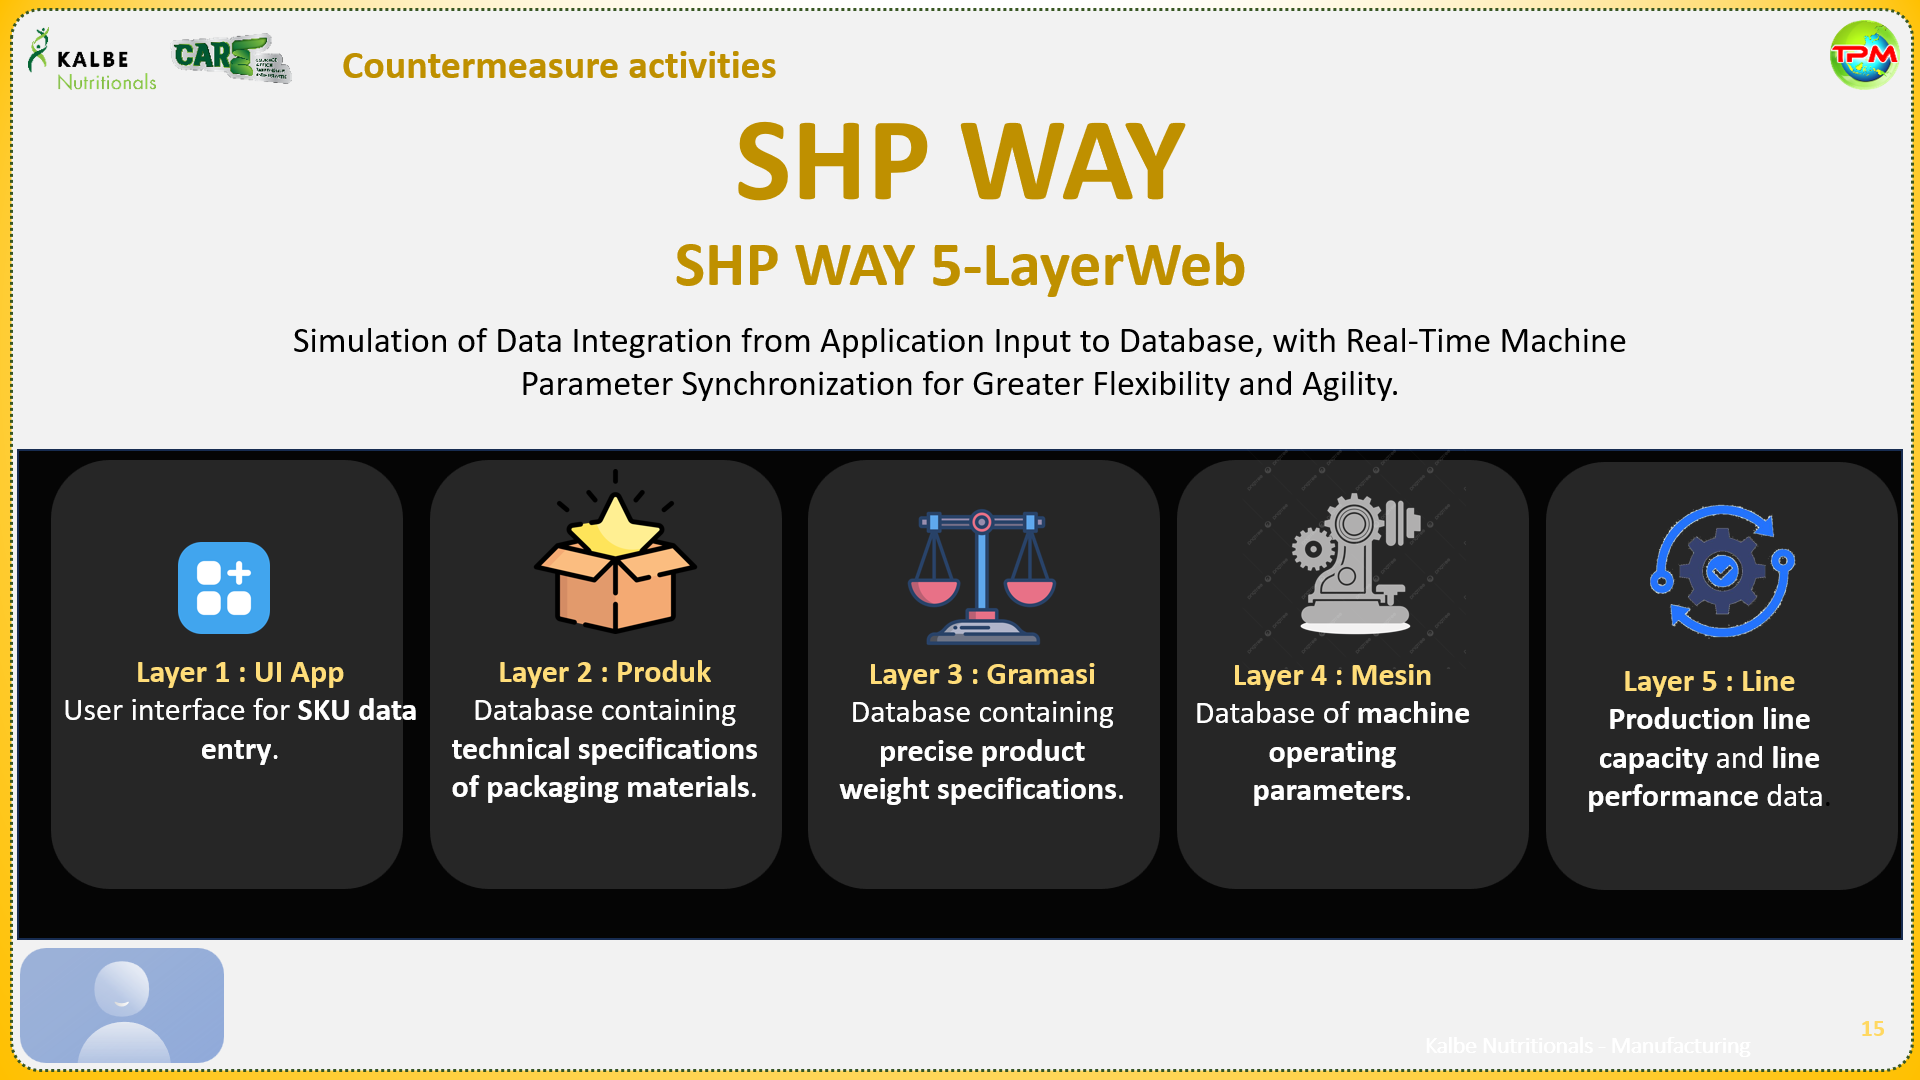 KALBE
Nutritionals
CARE
Countermeasure activities
TPM
SHP WAY
SHP WAY 5-LayerWeb
Simulation of Data Integration from Application Input to Database, with Real-Time Machine
Parameter Synchronization for Greater Flexibility and Agility.
Layer 1 : UI App
User interface for SKU data
entry.
Layer 2 : Produk
Database containing
technical specifications
of packaging materials.
Layer 3 : Gramasi
Database containing
precise product
weight specifications.
Layer 4 : Mesin
Database of machine
operating
parameters.
Layer 5 : Line
Production line
capacity and line
performance data.
Kalbe Nutritionals - Manufacturing
15